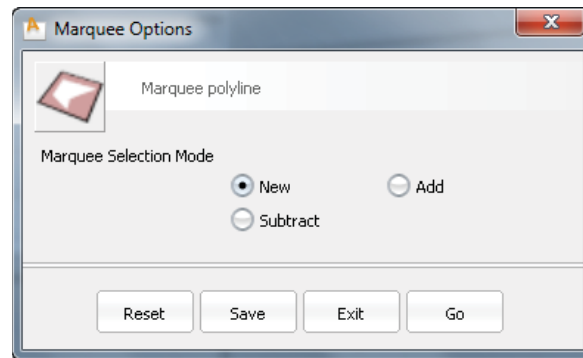 Marquee Options
Marquee polyline
Marquee Selection Mode
New Add
Subtract
Reset Save Exit Go